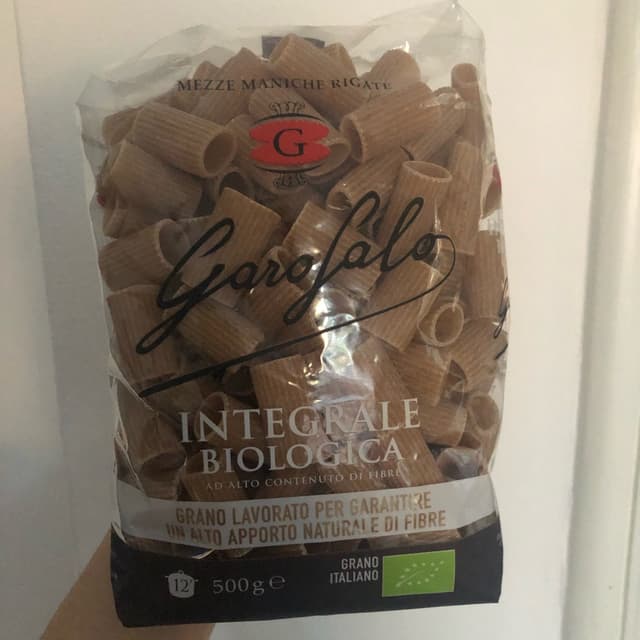 MEZZE MANICHE RIGATE
G
Garofalo
INTEGRALE
BIOLOGICA
AD ALTO CONTENUTO DI FIBRE
GRANO LAVORATO PER GARANTIRE
UN ALTO APPORTO NATURALE DI FIBRE
12
500g e
GRANO
ITALIANO